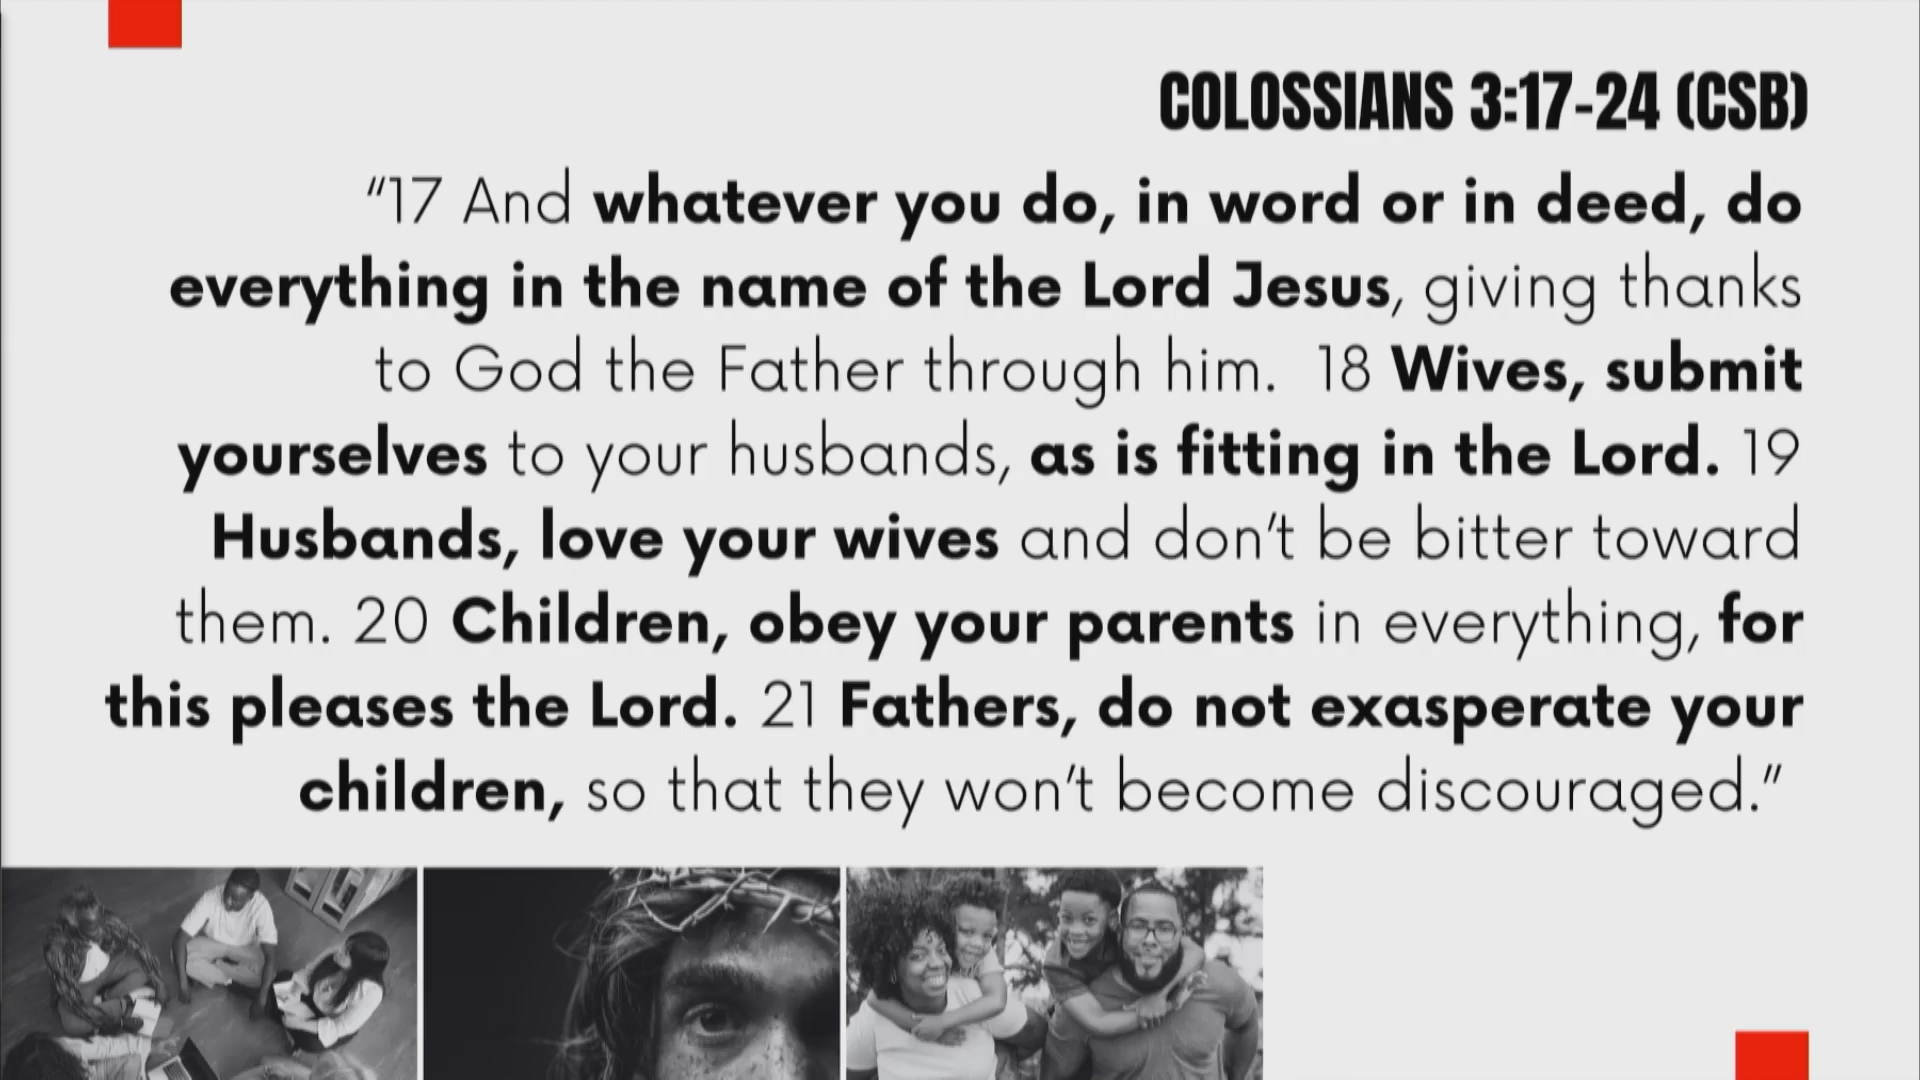 COLOSSIANS 3:17-24 (CSB)
“17 And whatever you do, in word or in deed, do
everything in the name of the Lord Jesus, giving thanks
to God the Father through him.  18 Wives, submit
yourselves to your husbands, as is fitting in the Lord. 19
Husbands, love your wives and don’t be bitter toward
them. 20 Children, obey your parents in everything, for
this pleases the Lord. 21 Fathers, do not exasperate your
children, so that they won’t become discouraged.”